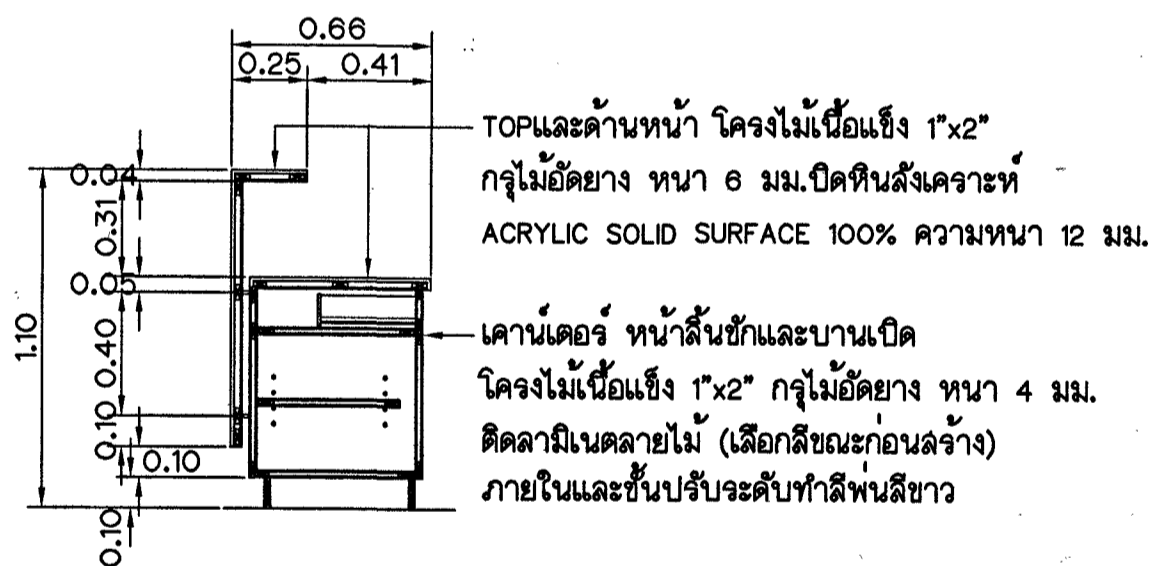 0.66
0.25 0.41
TOPและด้านหน้า โครงไม้เนื้อแข็ง 1"x2"
กรุไม้อัดยาง หนา 6 มม.ปิดหินสังเคราะห์
ACRYLIC SOLID SURFACE 100% ความหนา 12 มม.
0.04
0.31
0.05
1.10
0.40
0.10
0.10
0.10
เคาน์เตอร์ หน้าลิ้นชักและบานเปิด
โครงไม้เนื้อแข็ง 1"x2" กรุไม้อัดยาง หนา 4 มม.
ติดลามิเนตลายไม้ (เลือกสีขณะก่อนสร้าง)
ภายในและชั้นปรับระดับทำสีพ่นสีขาว